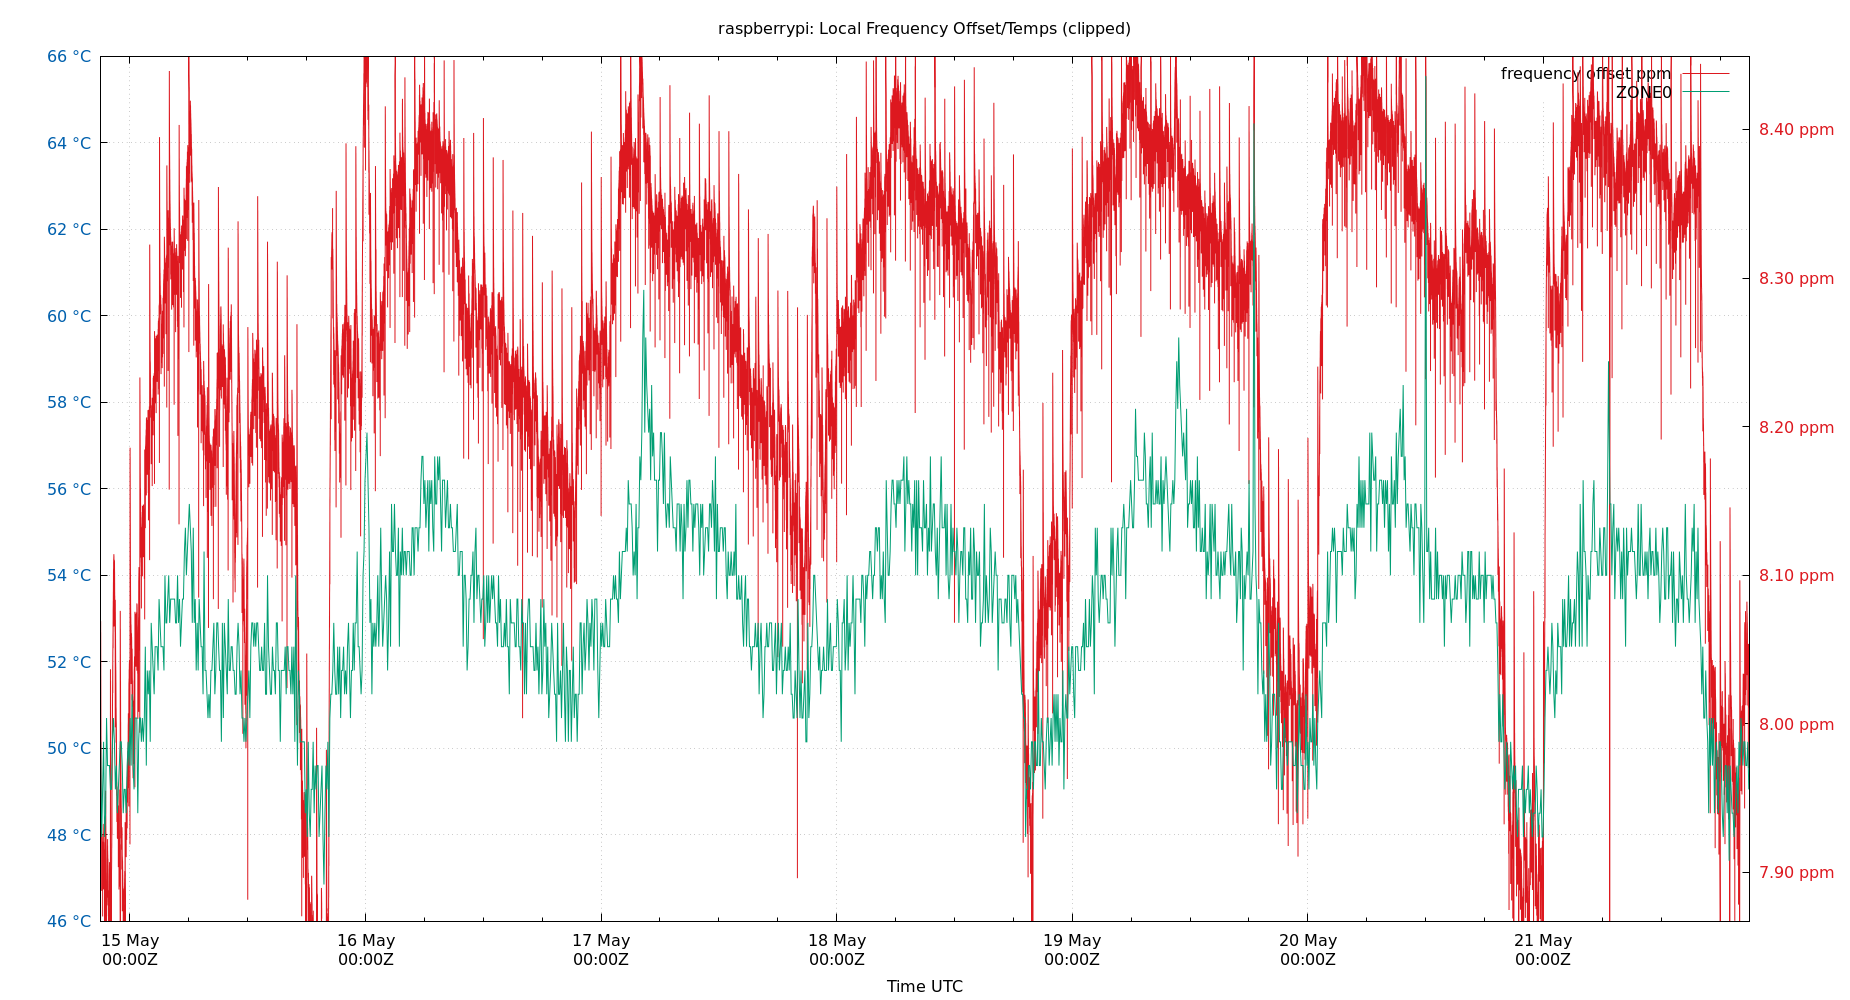 raspberrypi: Local Frequency Offset/Temps (clipped)
66 °C
64 °C
62 °C
60 °C
58 °C
56 °C
54 °C
52 °C
50 °C
48 °C
46 °C
frequency offset ppm
ZONE0
8.40 ppm
8.30 ppm
8.20 ppm
8.10 ppm
8.00 ppm
7.90 ppm
15 May 16 May 17 May 18 May 19 May 20 May 21 May
00:00Z 00:00Z 00:00Z 00:00Z 00:00Z 00:00Z 00:00Z
Time UTC